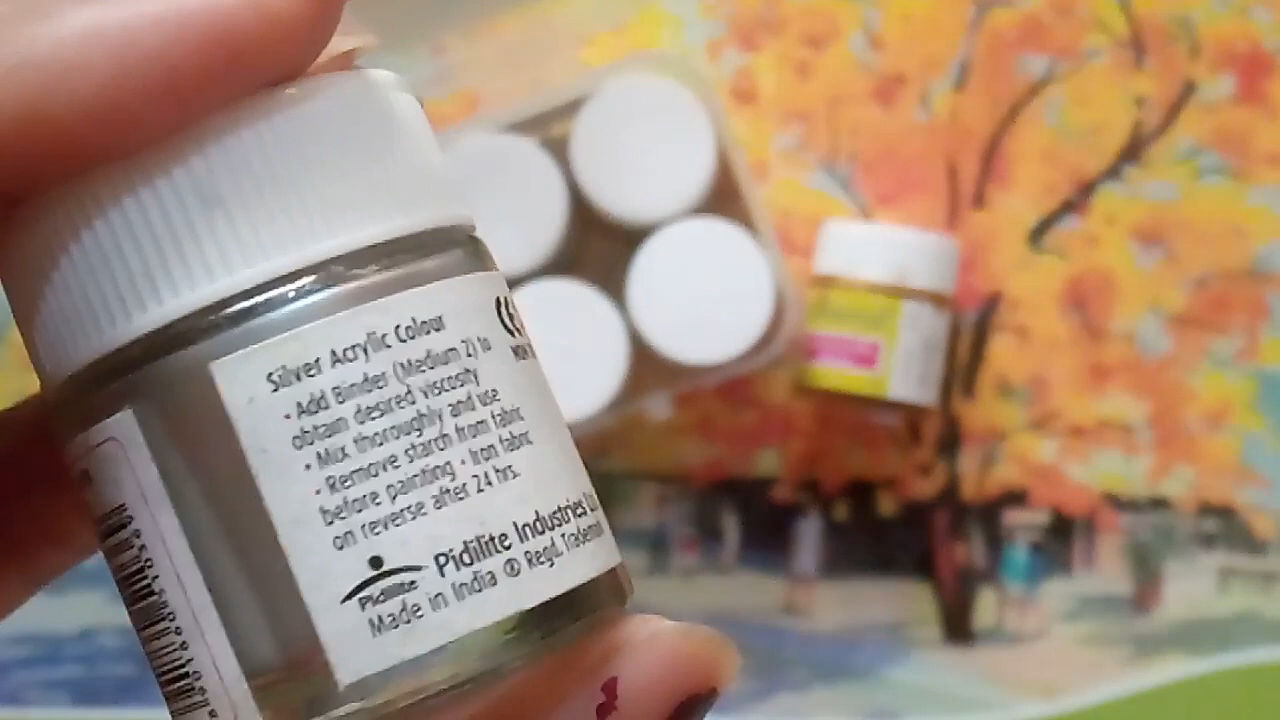 Silver Acrylic Colour
• Add Binder (Medium 2) to
obtain desired viscosity
• Mix thoroughly and use
• Remove starch from fabric
before painting • Iron fabric
on reverse after 24 hrs.
Pidilite Pidilite Industries
Made in India ® Regd.